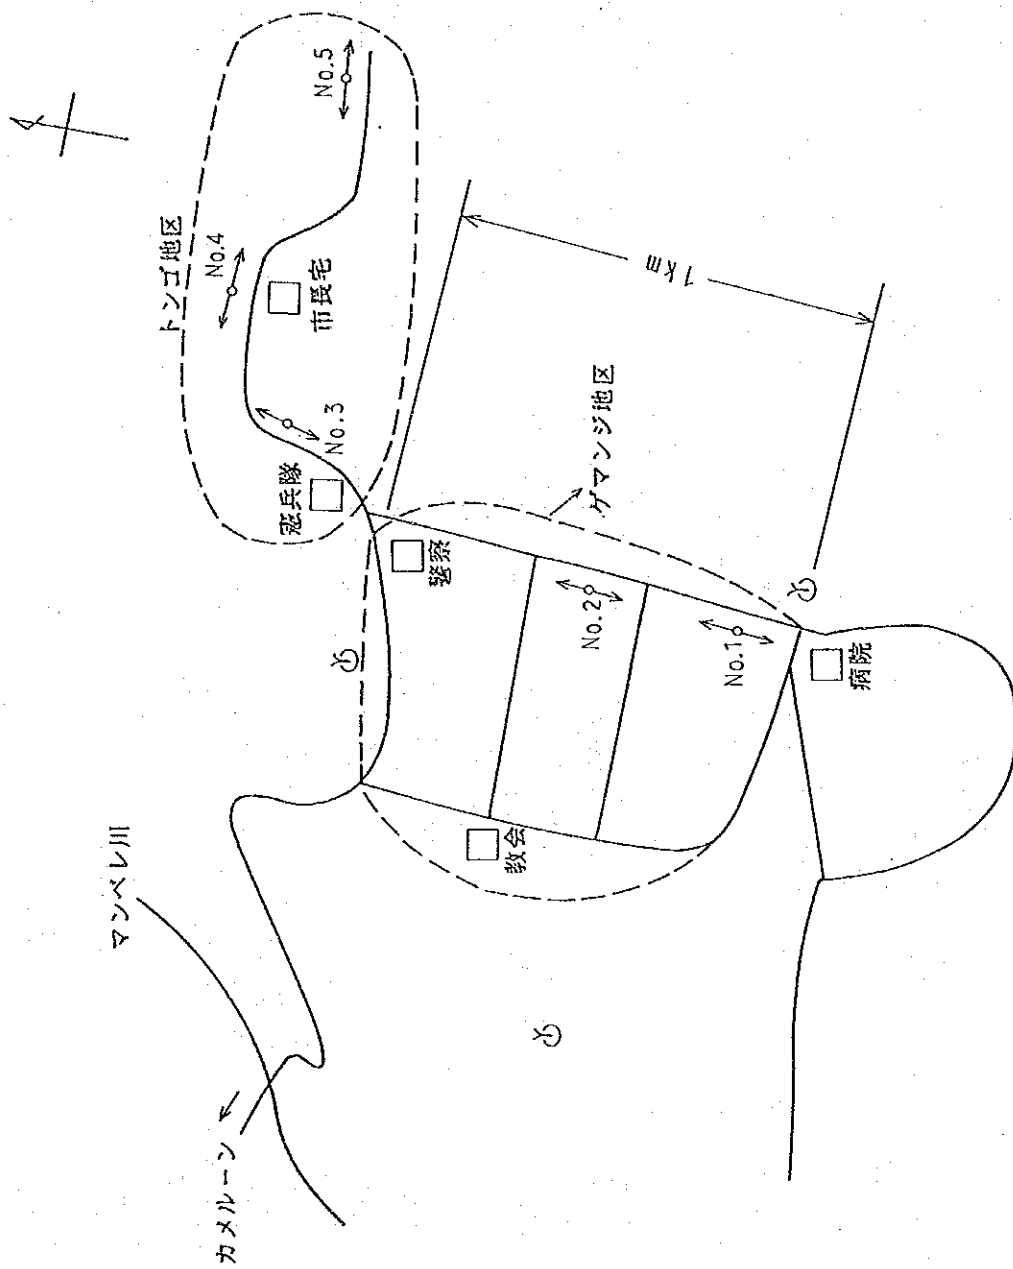 マンベレ川
カメルーン
トンゴ地区
No.5
No.4
市長宅
No.3
憲兵隊
警察
ゲマンジ地区
1km
No.2
No.1
病院
教会